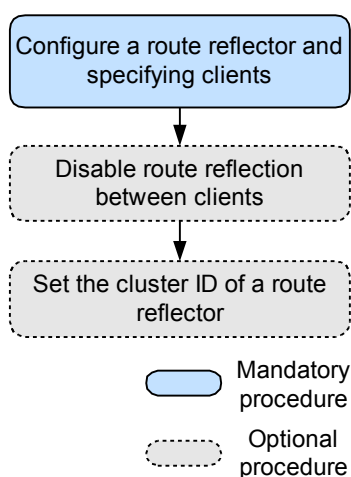 Configure a route reflector and
specifying clients
Disable route reflection
between clients
Set the cluster ID of a route
reflector
Mandatory
procedure
Optional
procedure